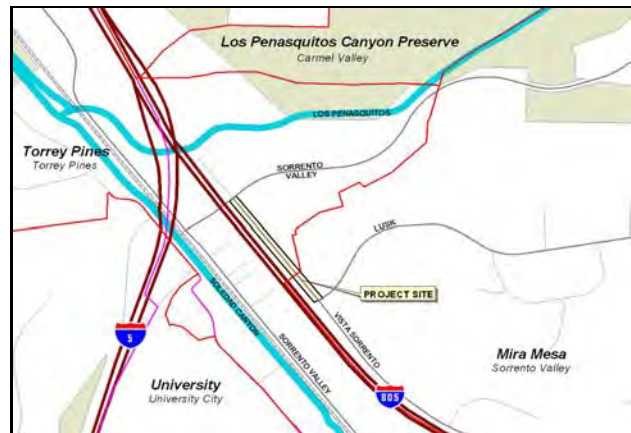 Los Penasquitos Canyon Preserve
Carmel Valley
LOS PENASQUITOS
Torrey Pines
Torrey Pines
SORRENTO
VALLEY
LUSK
SOLEDAD CANYON
PROJECT SITE
VISTA SORRENTO
SORRENTO VALLEY
5
Mira Mesa
Sorrento Valley
University
University City
805